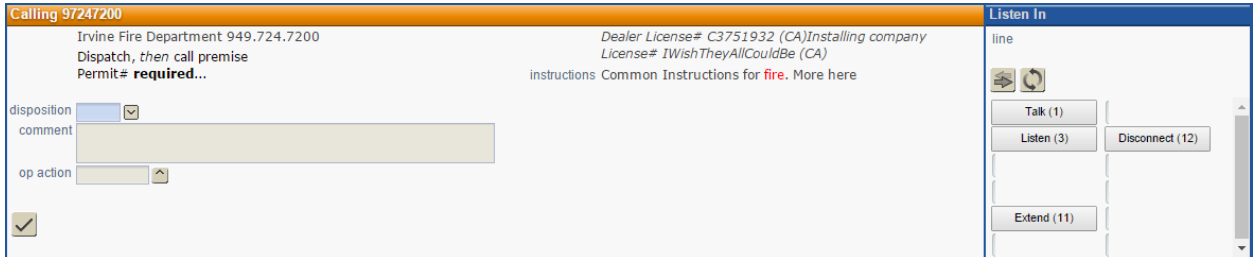 Calling 97247200
Irvine Fire Department 949.724.7200
Dispatch, then call premise
Permit# required...
Dealer License# C3751932 (CA)Installing company
License# IWishTheyAllCouldBe (CA)
instructions Common Instructions for fire. More here
disposition
comment
op action
Listen In
line
Talk (1)
Listen (3) Disconnect (12)
Extend (11)